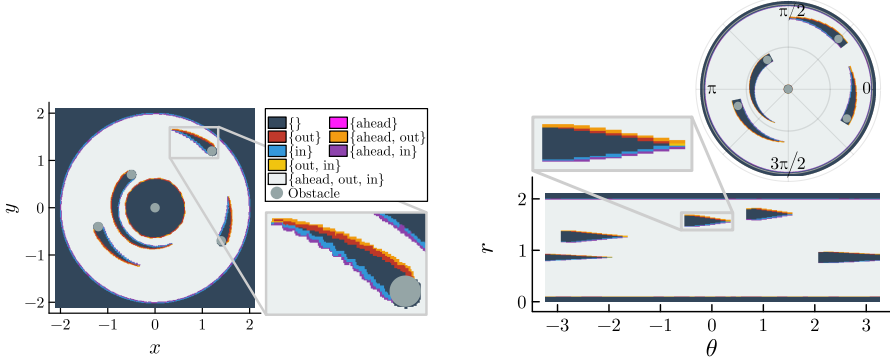 2
1
0
−1
−2
y
−2
−1
0
1
2
x
{}
{ahead}
{out}
{ahead, out}
{in}
{ahead, in}
{out, in}
{ahead, out, in}
Obstacle
π/2
π
0
3π/2
2
1
0
r
−3
−2
−1
0
1
2
3
θ